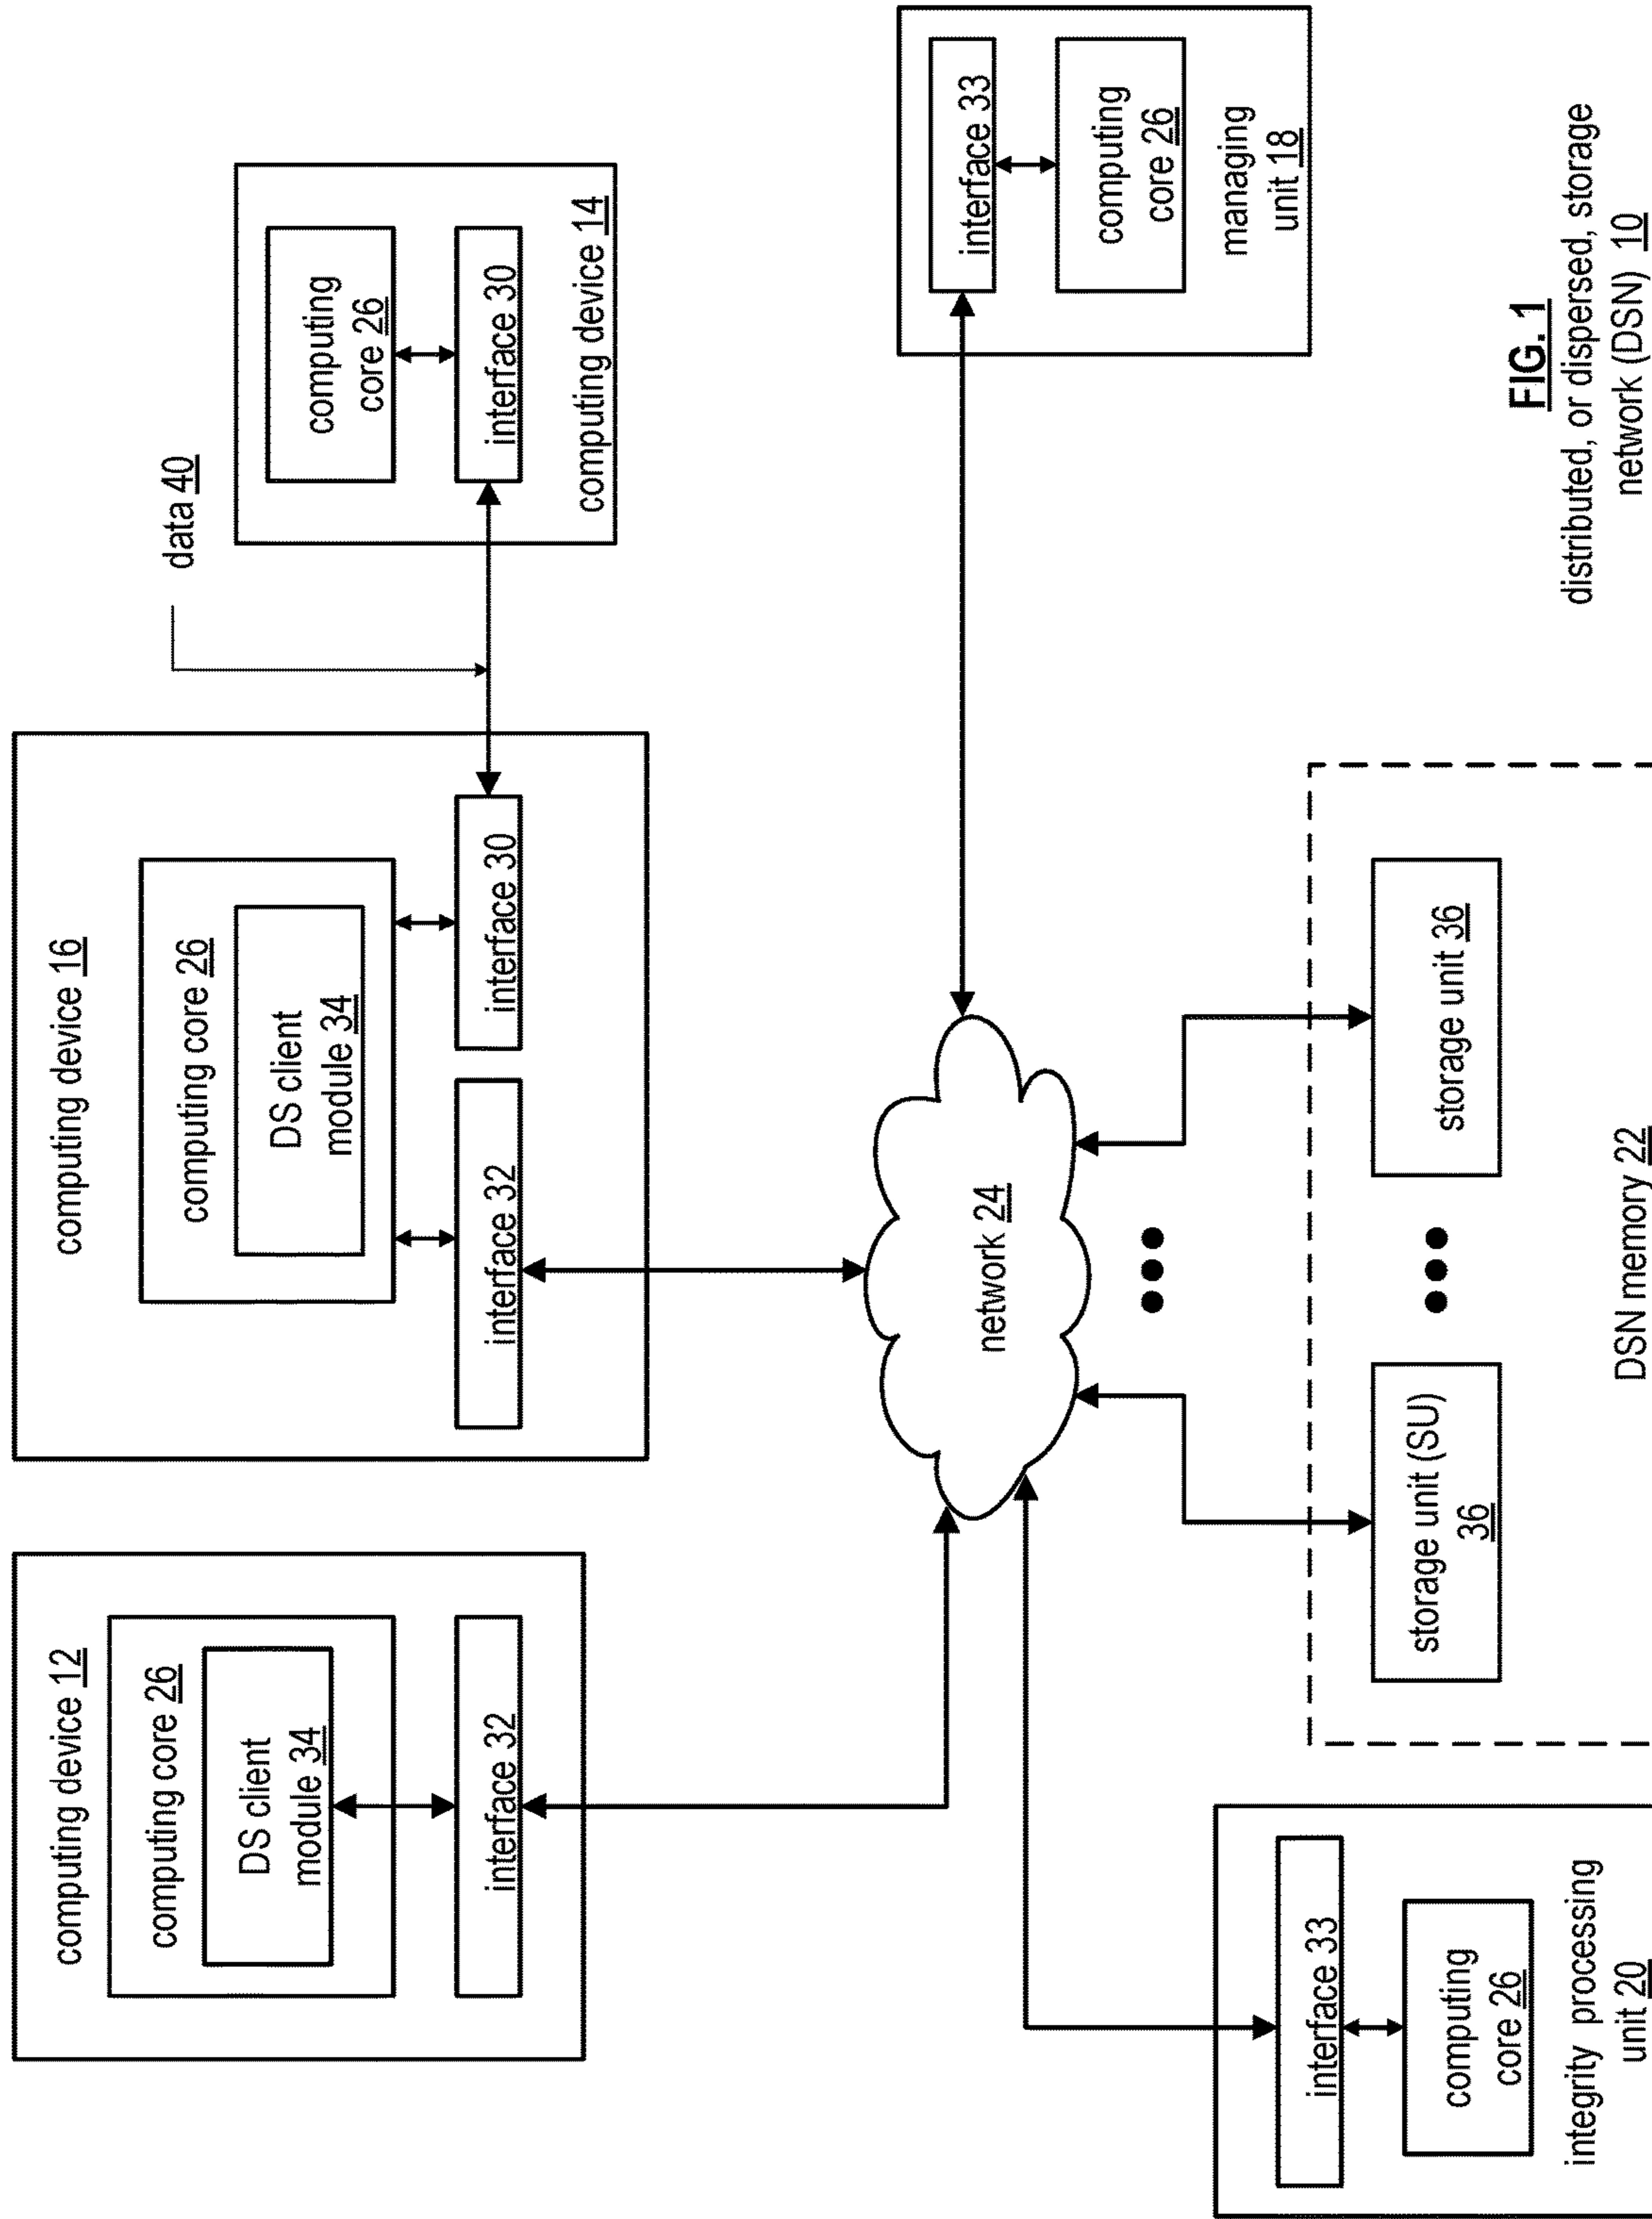 computing device 12
computing core 26
DS client
module 34
interface 32
computing device 16
computing core 26
DS client
module 34
interface 32
interface 30
data 40
computing
core 26
interface 30
computing device 14
network 24
interface 33
computing
core 26
managing
unit 18
interface 33
computing
core 26
integrity processing
unit 20
storage unit (SU)
36
storage unit 36
DSN memory 22
FIG. 1
distributed, or dispersed, storage
network (DSN) 10